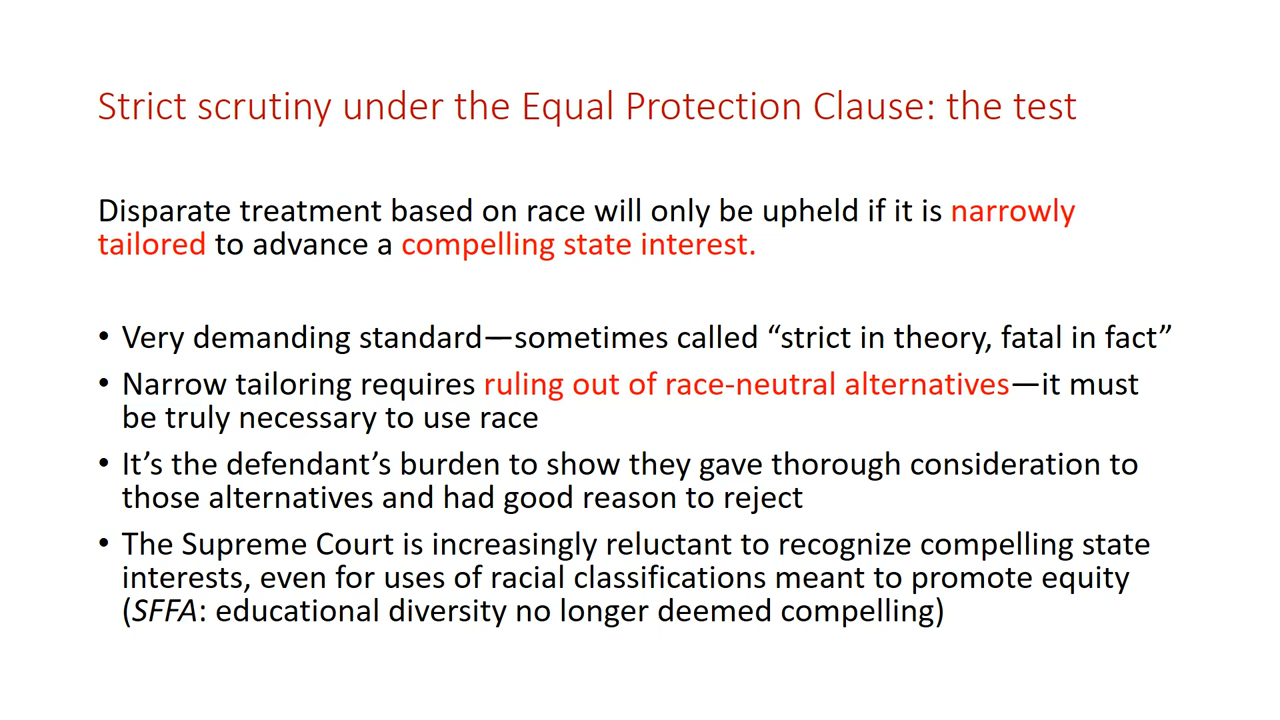 Strict scrutiny under the Equal Protection Clause: the test
Disparate treatment based on race will only be upheld if it is narrowly
tailored to advance a compelling state interest.
• Very demanding standard—sometimes called “strict in theory, fatal in fact”
• Narrow tailoring requires ruling out of race-neutral alternatives—it must
be truly necessary to use race
• It’s the defendant’s burden to show they gave thorough consideration to
those alternatives and had good reason to reject
• The Supreme Court is increasingly reluctant to recognize compelling state
interests, even for uses of racial classifications meant to promote equity
(SFFA: educational diversity no longer deemed compelling)